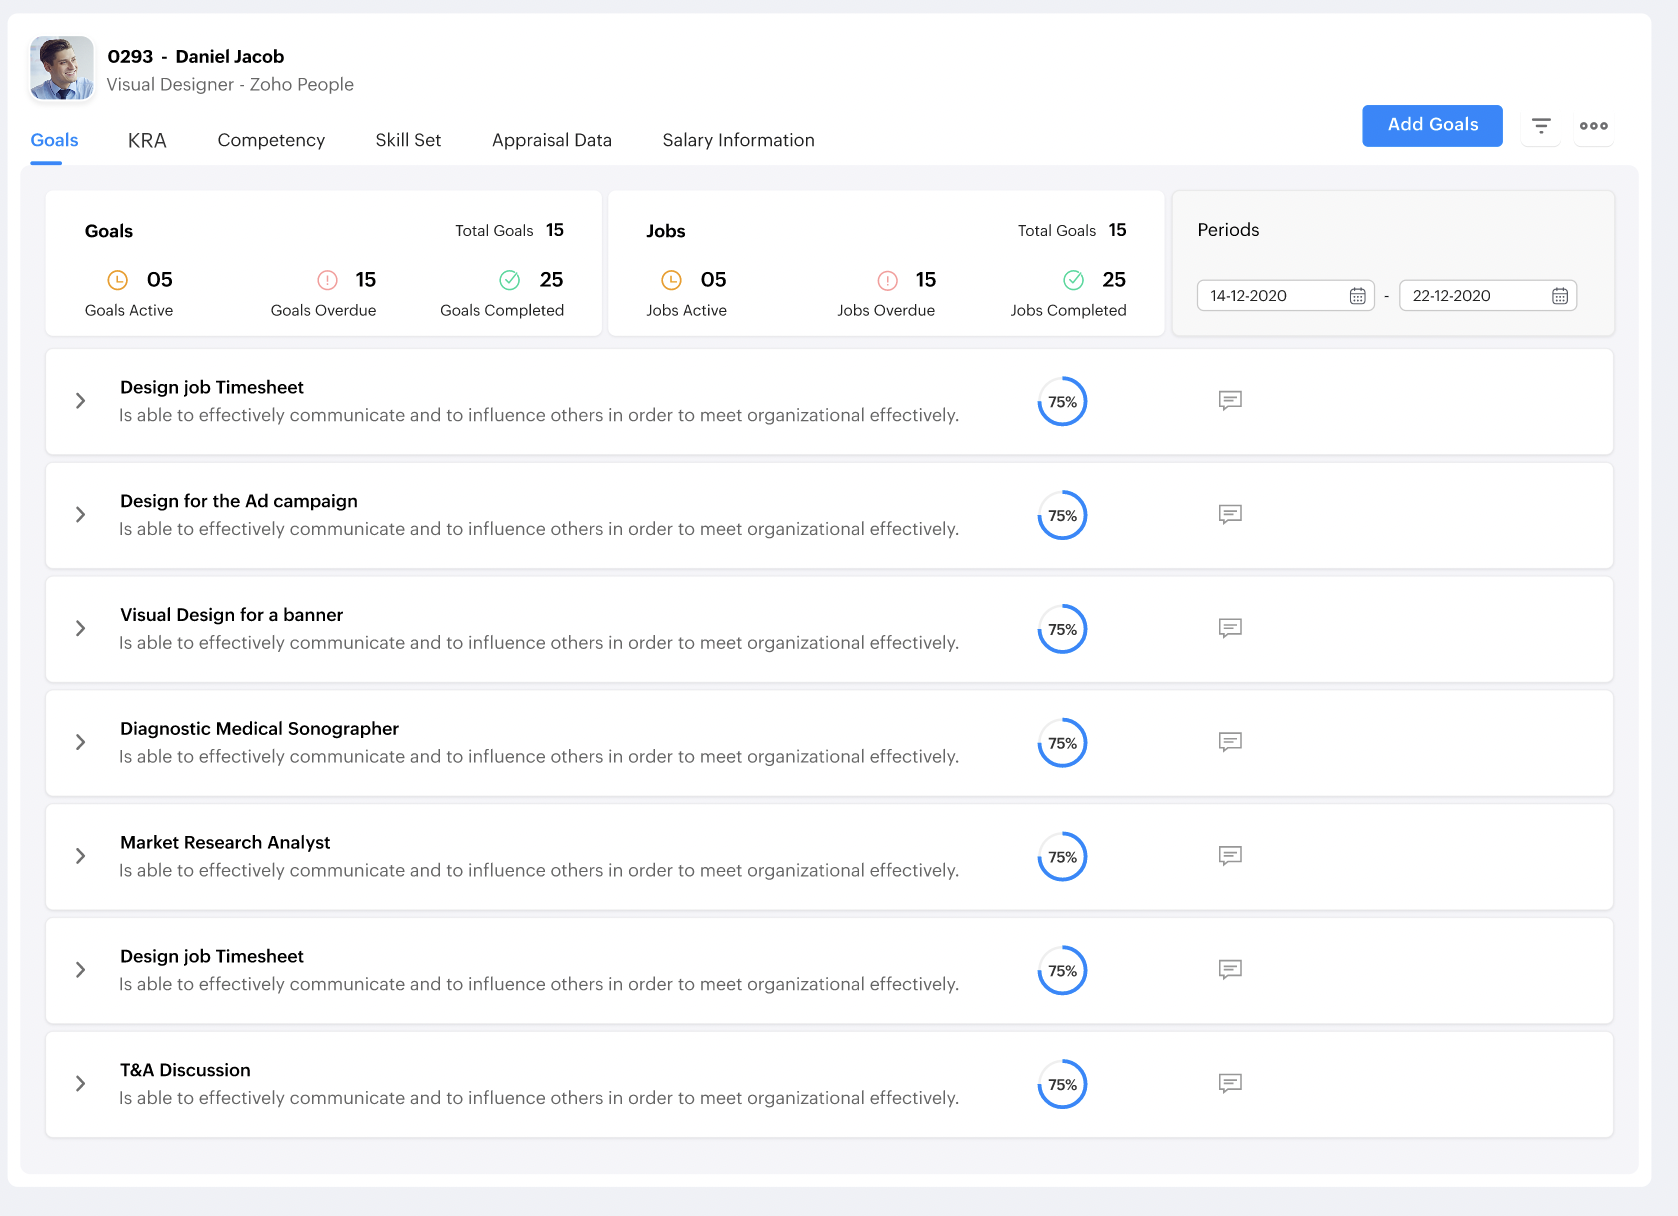 0293 - Daniel Jacob
Visual Designer - Zoho People
Goals KRA Competency Skill Set Appraisal Data Salary Information
Add Goals
Goals Total Goals 15
05 15 25
Goals Active Goals Overdue Goals Completed
Jobs Total Goals 15
05 15 25
Jobs Active Jobs Overdue Jobs Completed
Periods
14-12-2020 - 22-12-2020
Design job Timesheet
Is able to effectively communicate and to influence others in order to meet organizational effectively.
75%
Design for the Ad campaign
Is able to effectively communicate and to influence others in order to meet organizational effectively.
75%
Visual Design for a banner
Is able to effectively communicate and to influence others in order to meet organizational effectively.
75%
Diagnostic Medical Sonographer
Is able to effectively communicate and to influence others in order to meet organizational effectively.
75%
Market Research Analyst
Is able to effectively communicate and to influence others in order to meet organizational effectively.
75%
Design job Timesheet
Is able to effectively communicate and to influence others in order to meet organizational effectively.
75%
T&A Discussion
Is able to effectively communicate and to influence others in order to meet organizational effectively.
75%